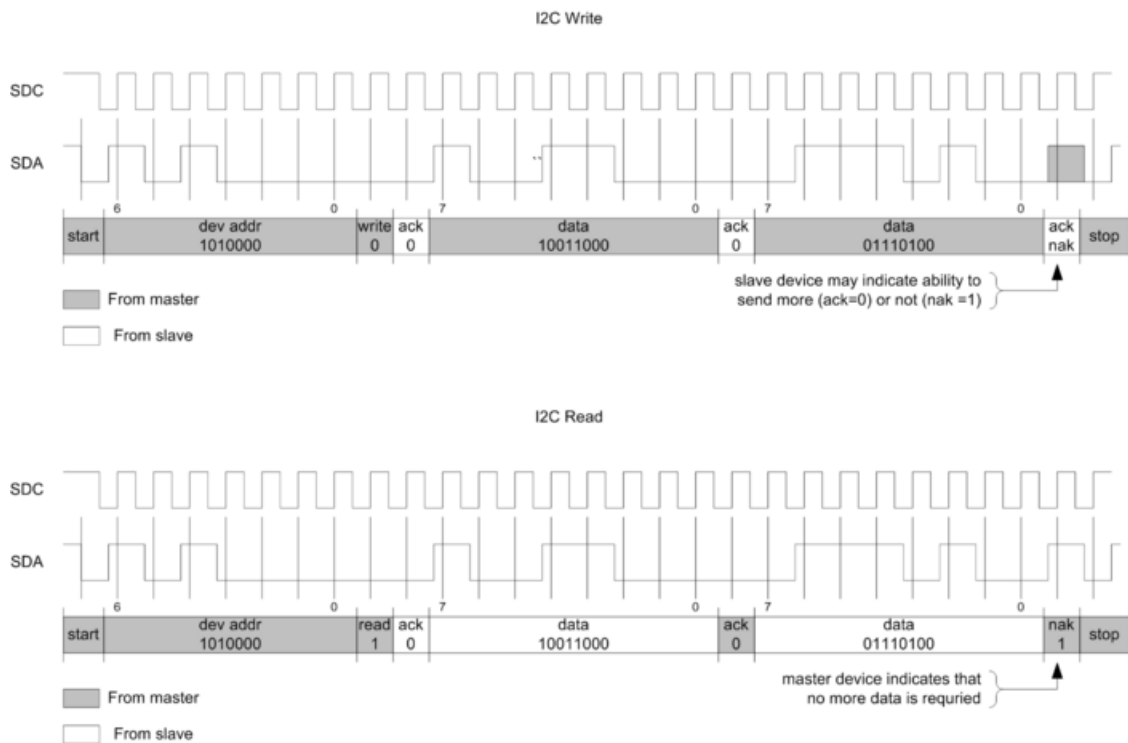 I2C Write
SDC
SDA
6 0 7 0 7 0
start dev addr 1010000 write 0 ack 0 data 10011000 ack 0 data 01110100 ack nak stop
slave device may indicate ability to
send more (ack=0) or not (nak =1)
From master
From slave
I2C Read
SDC
SDA
6 0 7 0 7 0
start dev addr 1010000 read 1 ack 0 data 10011000 ack 0 data 01110100 nak 1 stop
master device indicates that
no more data is requried
From master
From slave